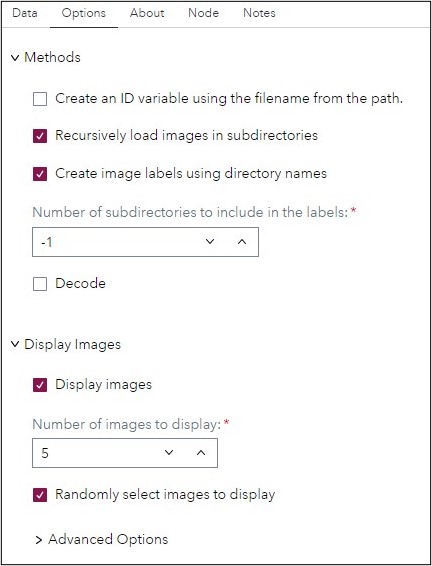 Data Options About Node Notes
Methods
Create an ID variable using the filename from the path.
Recursively load images in subdirectories
Create image labels using directory names
Number of subdirectories to include in the labels: *
-1
Decode
Display Images
Display images
Number of images to display: *
5
Randomly select images to display
Advanced Options